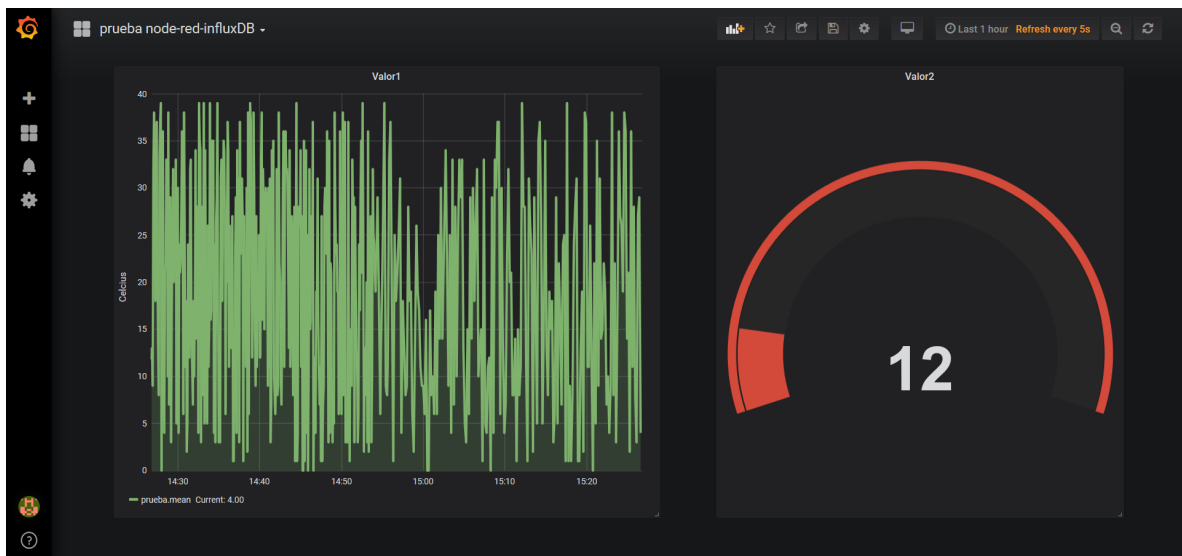 prueba node-red-influxDB
Last 1 hour Refresh every 5s
Valor1
40
35
30
25
20
15
10
5
0
Celcius
14:30 14:40 14:50 15:00 15:10 15:20
prueba.mean Current: 4.00
Valor2
12